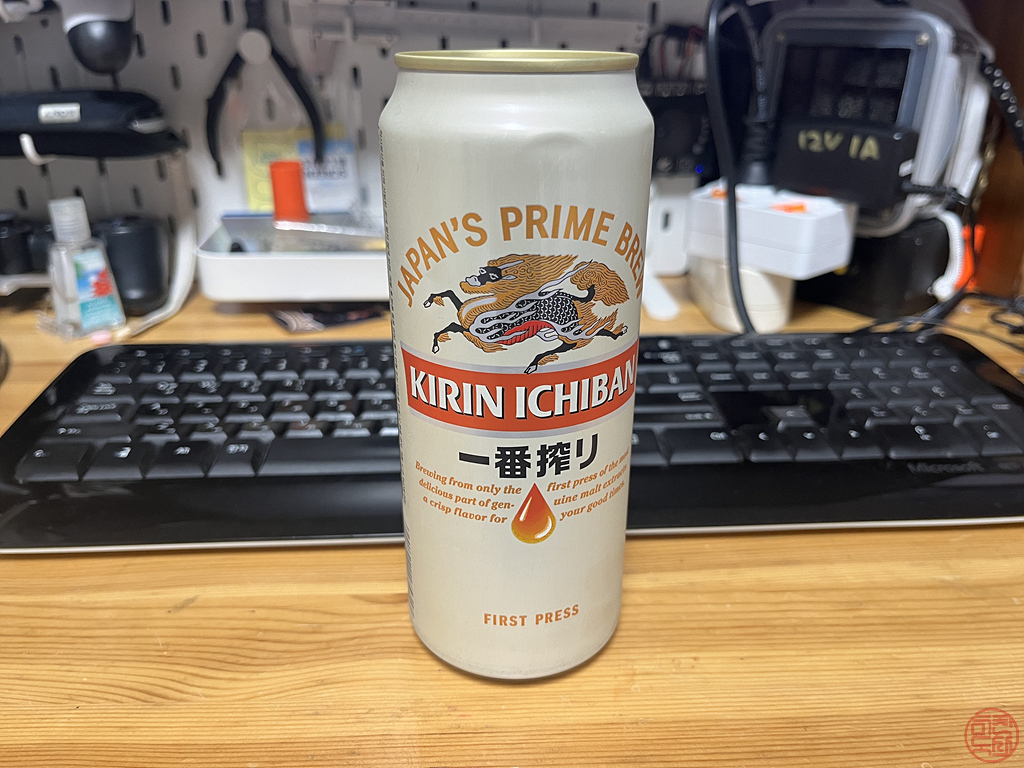 JAPAN'S PRIME BREW
KIRIN ICHIBAN
一番搾り
Brewing from only the first press of the
delicious part of gen- uine malt extracts
a crisp flavor for your good times.
FIRST PRESS
12V 1A
Microsoft